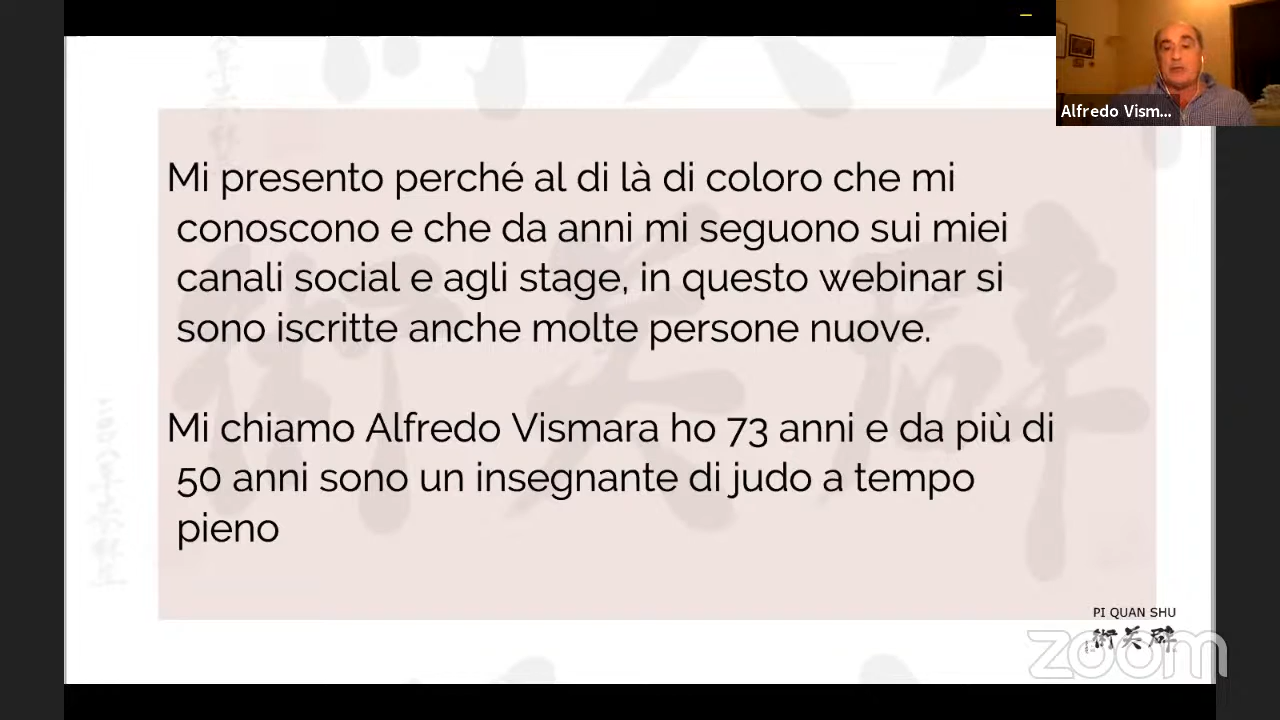 Alfredo Vism...
Mi presento perché al di là di coloro che mi
conoscono e che da anni mi seguono sui miei
canali social e agli stage, in questo webinar si
sono iscritte anche molte persone nuove.
Mi chiamo Alfredo Vismara ho 73 anni e da più di
50 anni sono un insegnante di judo a tempo
pieno
PI QUAN SHU
zoom